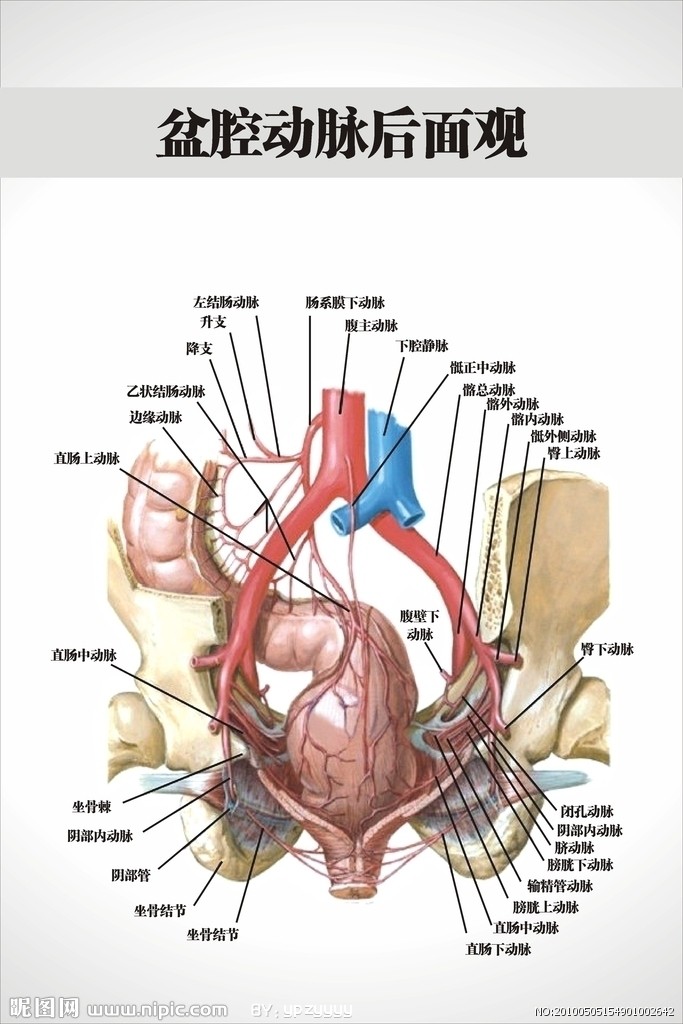 盆腔动脉后面观
左结肠动脉
肠系膜下动脉
升支
腹主动脉
降支
下腔静脉
骶正中动脉
乙状结肠动脉
髂总动脉
边缘动脉
髂外动脉
髂内动脉
骶外侧动脉
直肠上动脉
臀上动脉
腹壁下
动脉
直肠中动脉
臀下动脉
坐骨棘
闭孔动脉
阴部内动脉
阴部内动脉
脐动脉
阴部管
膀胱下动脉
输精管动脉
坐骨结节
膀胱上动脉
坐骨结节
直肠中动脉
直肠下动脉
昵图网 www.nipic.com BY: ypzyyyy
NO:20100505154901002642